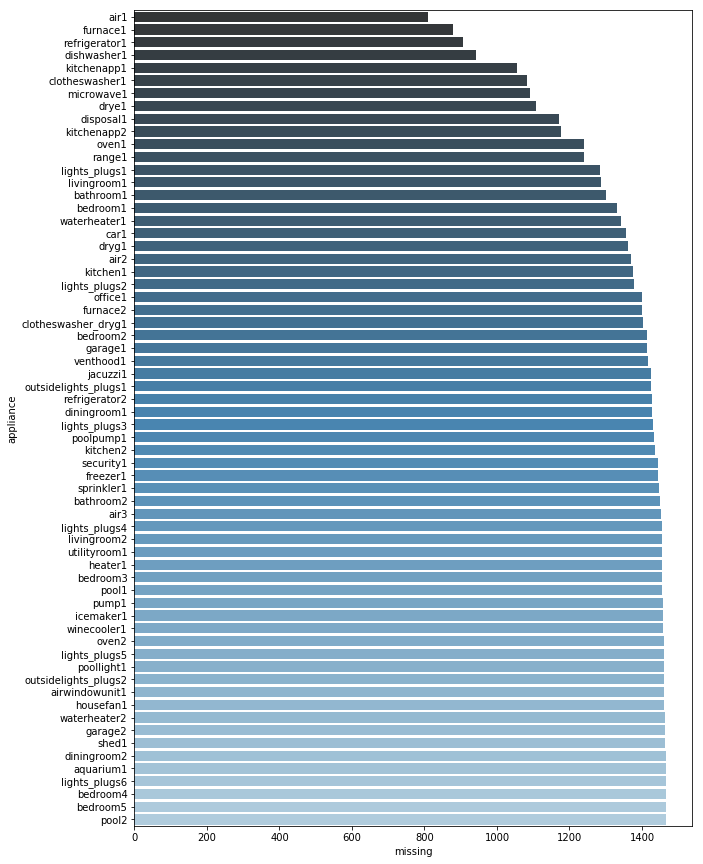 air1
furnace1
refrigerator1
dishwasher1
kitchenapp1
clotheswasher1
microwave1
drye1
disposal1
kitchenapp2
oven1
range1
lights_plugs1
livingroom1
bathroom1
bedroom1
waterheater1
car1
dryg1
air2
kitchen1
lights_plugs2
office1
furnace2
clotheswasher_dryg1
bedroom2
garage1
venthood1
jacuzzi1
outsidelights_plugs1
refrigerator2
diningroom1
lights_plugs3
poolpump1
kitchen2
security1
freezer1
sprinkler1
bathroom2
air3
lights_plugs4
livingroom2
utilityroom1
heater1
bedroom3
pool1
pump1
icemaker1
winecooler1
oven2
lights_plugs5
poollight1
outsidelights_plugs2
airwindowunit1
housefan1
waterheater2
garage2
shed1
diningroom2
aquarium1
lights_plugs6
bedroom4
bedroom5
pool2
appliance
0 200 400 600 800 1000 1200 1400
missing